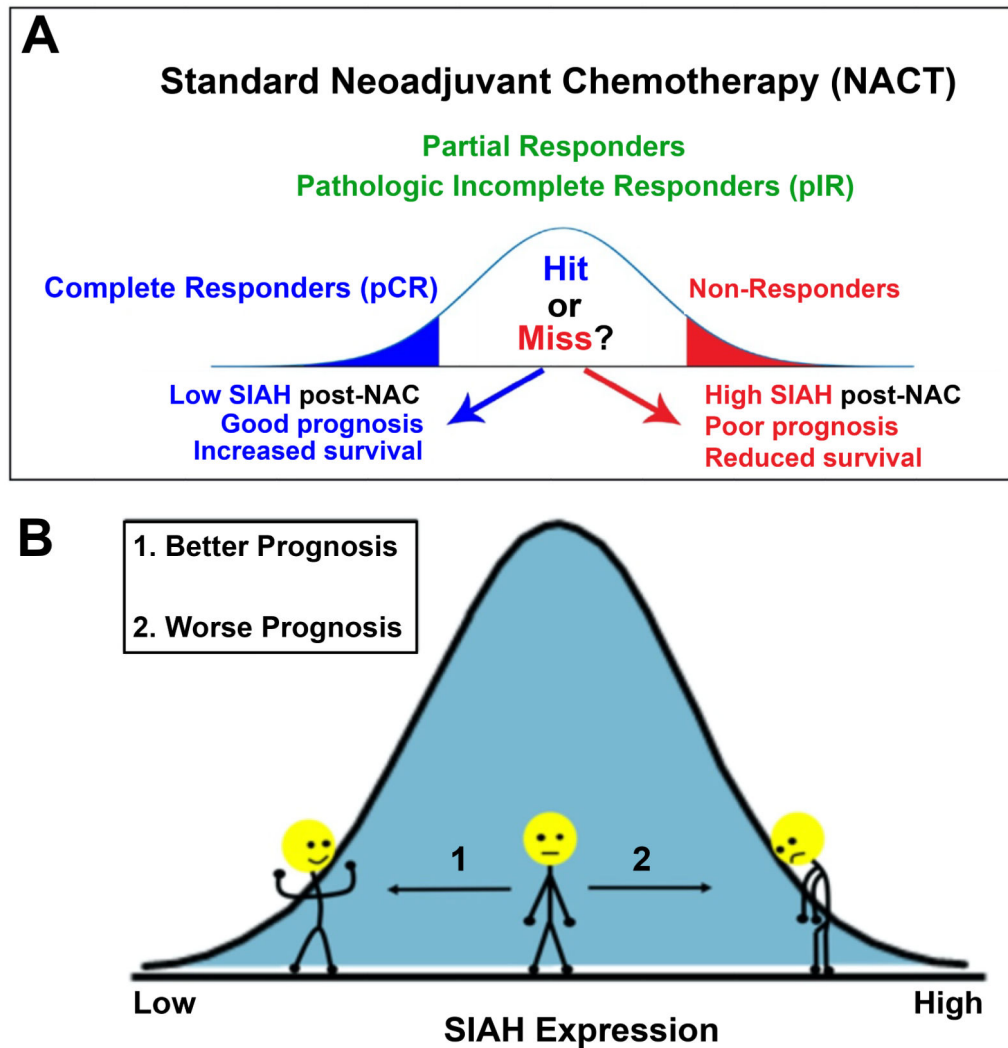 A
Standard Neoadjuvant Chemotherapy (NACT)
Partial Responders
Pathologic Incomplete Responders (pIR)
Complete Responders (pCR)
Hit
or
Miss?
Non-Responders
Low SIAH post-NAC
Good prognosis
Increased survival
High SIAH post-NAC
Poor prognosis
Reduced survival
B
1. Better Prognosis
2. Worse Prognosis
1
2
Low
High
SIAH Expression